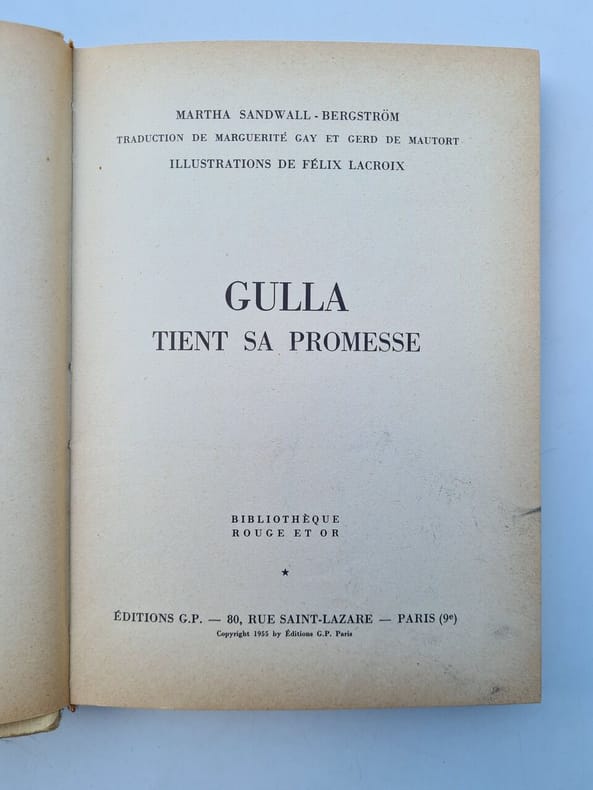 MARTHA SANDWALL - BERGSTRÖM
TRADUCTION DE MARGUERITÉ GAY ET GERD DE MAUTORT
ILLUSTRATIONS DE FÉLIX LACROIX
GULLA
TIENT SA PROMESSE
BIBLIOTHÈQUE
ROUGE ET OR
★
ÉDITIONS G.P. — 80, RUE SAINT-LAZARE — PARIS (9e)
Copyright 1955 by Éditions G.P. Paris